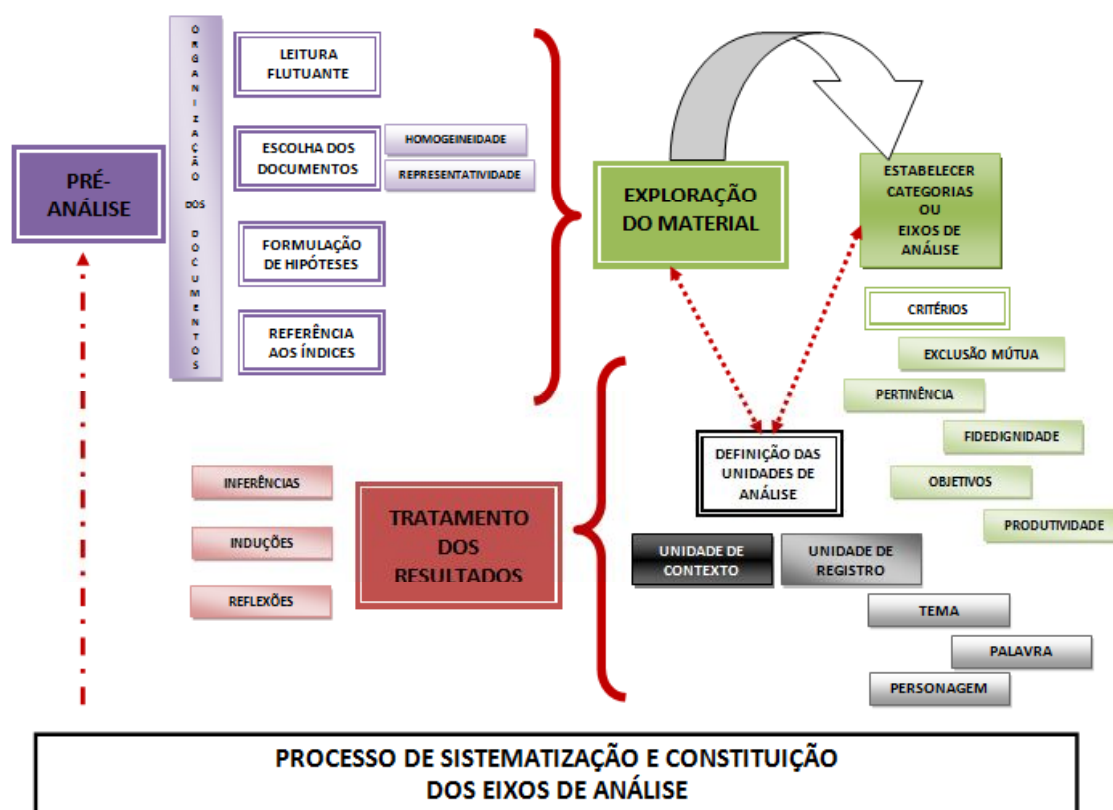 PRÉ-
ANÁLISE
ORGANIZAÇÃO DOS DOCUMENTOS
LEITURA
FLUTUANTE
ESCOLHA DOS
DOCUMENTOS
HOMOGEINEIDADE
REPRESENTATIVIDADE
FORMULAÇÃO
DE HIPÓTESES
REFERÊNCIA
AOS ÍNDICES
EXPLORAÇÃO
DO MATERIAL
ESTABELECER
CATEGORIAS
OU
EIXOS DE
ANÁLISE
CRITÉRIOS
EXCLUSÃO MÚTUA
PERTINÊNCIA
FIDEDIGNIDADE
OBJETIVOS
PRODUTIVIDADE
DEFINIÇÃO DAS
UNIDADES DE
ANÁLISE
UNIDADE DE
CONTEXTO
UNIDADE DE
REGISTRO
TEMA
PALAVRA
PERSONAGEM
TRATAMENTO
DOS
RESULTADOS
INFERÊNCIAS
INDUÇÕES
REFLEXÕES
PROCESSO DE SISTEMATIZAÇÃO E CONSTITUIÇÃO
DOS EIXOS DE ANÁLISE